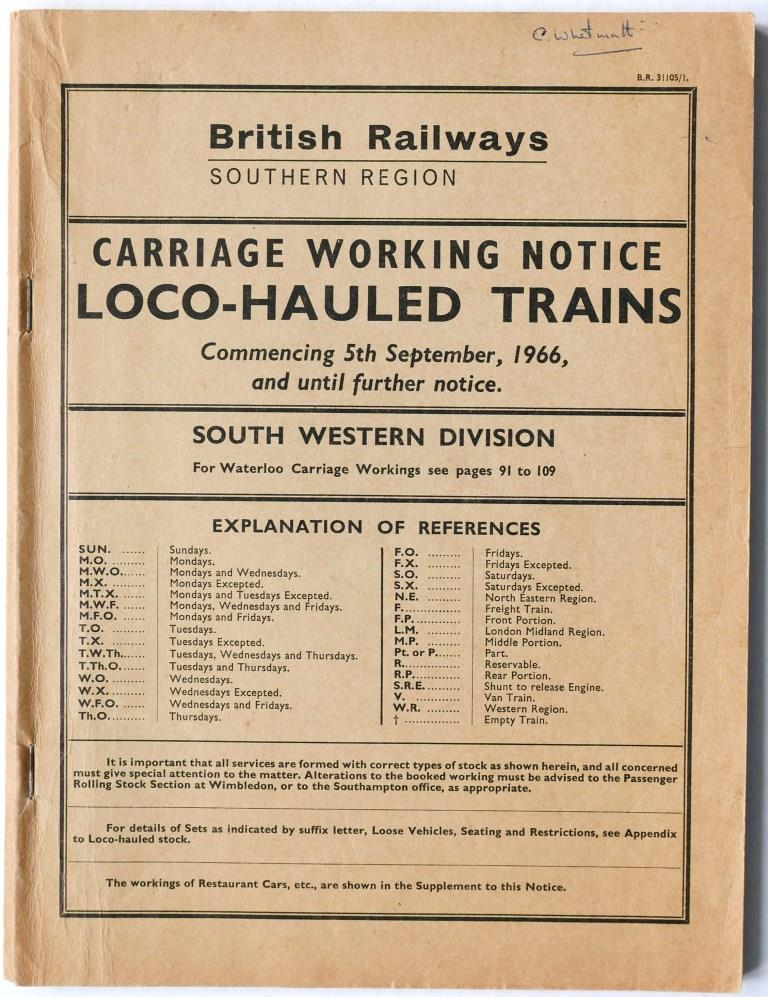 B.R. 31105/1.
British Railways
SOUTHERN REGION
CARRIAGE WORKING NOTICE
LOCO-HAULED TRAINS
Commencing 5th September, 1966,
and until further notice.
SOUTH WESTERN DIVISION
For Waterloo Carriage Workings see pages 91 to 109
EXPLANATION OF REFERENCES
SUN. ...... Sundays.
M.O. ......... Mondays.
M.W.O....... Mondays and Wednesdays.
M.X. ......... Mondays Excepted.
M.T.X. ...... Mondays and Tuesdays Excepted.
M.W.F. ...... Mondays, Wednesdays and Fridays.
M.F.O. ...... Mondays and Fridays.
T.O. ......... Tuesdays.
T.X. ......... Tuesdays Excepted.
T.W.Th...... Tuesdays, Wednesdays and Thursdays.
T.Th.O...... Tuesdays and Thursdays.
W.O. ......... Wednesdays.
W.X. ......... Wednesdays Excepted.
W.F.O. ...... Wednesdays and Fridays.
Th.O.......... Thursdays.
F.O. ......... Fridays.
F.X. ......... Fridays Excepted.
S.O. ......... Saturdays.
S.X. ......... Saturdays Excepted.
N.E. ......... North Eastern Region.
F............... Freight Train.
F.P. ......... Front Portion.
L.M. ......... London Midland Region.
M.P. ......... Middle Portion.
Pt. or P...... Part.
R............... Reservable.
R.P............. Rear Portion.
S.R.E.......... Shunt to release Engine.
V. ............ Van Train.
W.R. ......... Western Region.
† ............... Empty Train.
It is important that all services are formed with correct types of stock as shown herein, and all concerned
must give special attention to the matter. Alterations to the booked working must be advised to the Passenger
Rolling Stock Section at Wimbledon, or to the Southampton office, as appropriate.
For details of Sets as indicated by suffix letter, Loose Vehicles, Seating and Restrictions, see Appendix
to Loco-hauled stock.
The workings of Restaurant Cars, etc., are shown in the Supplement to this Notice.